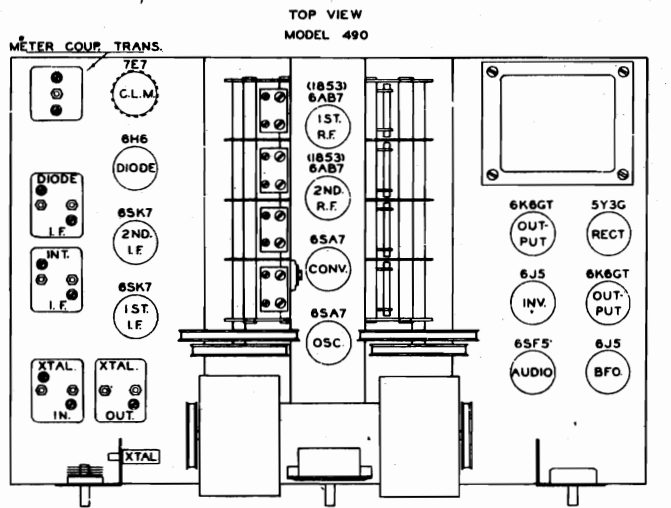 TOP VIEW
MODEL 490
METER COUP. TRANS.
7E7
C.L.M.
6H6
DIODE
DIODE
I.F.
6SK7
2ND.
I.F.
INT.
I.F.
6SK7
1ST.
I.F.
XTAL.
IN.
XTAL.
OUT.
XTAL
(1853)
6AB7
1ST.
R.F.
(1853)
6AB7
2ND.
R.F.
6SA7
CONV.
6SA7
OSC.
6K6GT
OUT-
PUT
5Y3G
RECT
6J5
INV.
6K6GT
OUT-
PUT
6SF5
AUDIO
6J5
BFO.